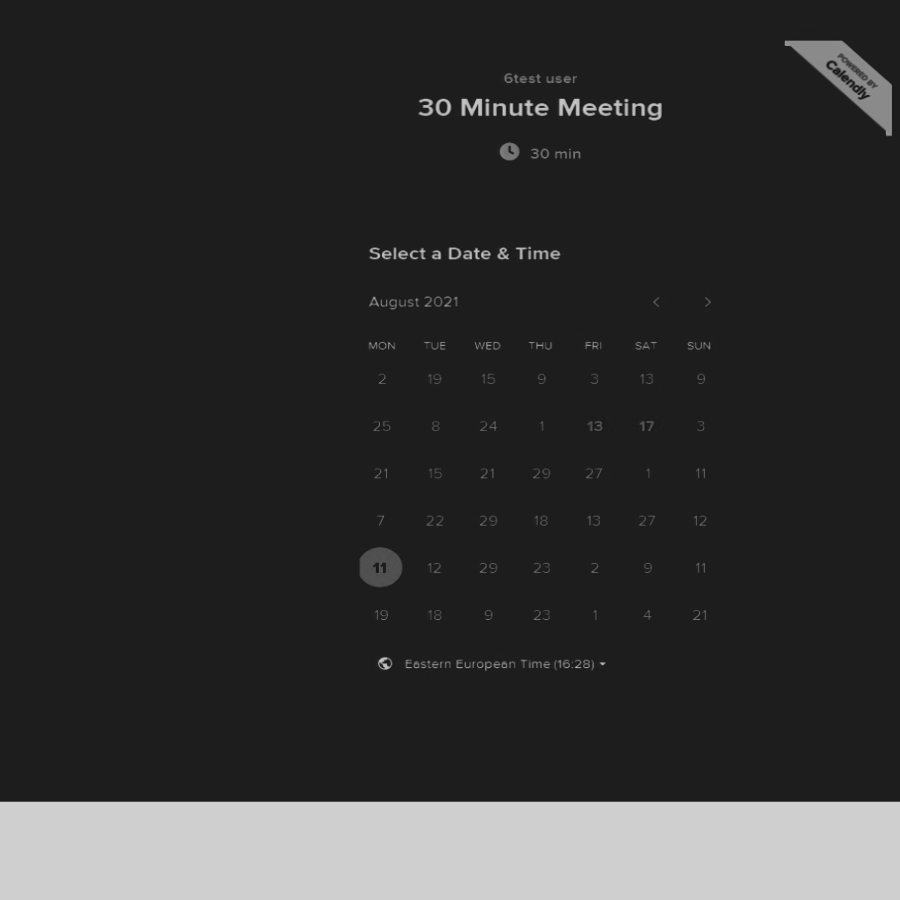 POWERED BY
Calendly
6test user
30 Minute Meeting
30 min
Select a Date & Time
August 2021
MON TUE WED THU FRI SAT SUN
2 19 15 9 3 13 9
25 8 24 1 13 17 3
21 15 21 29 27 1 11
7 22 29 18 13 27 12
11 12 29 23 2 9 11
19 18 9 23 1 4 21
Eastern European Time (16:28)